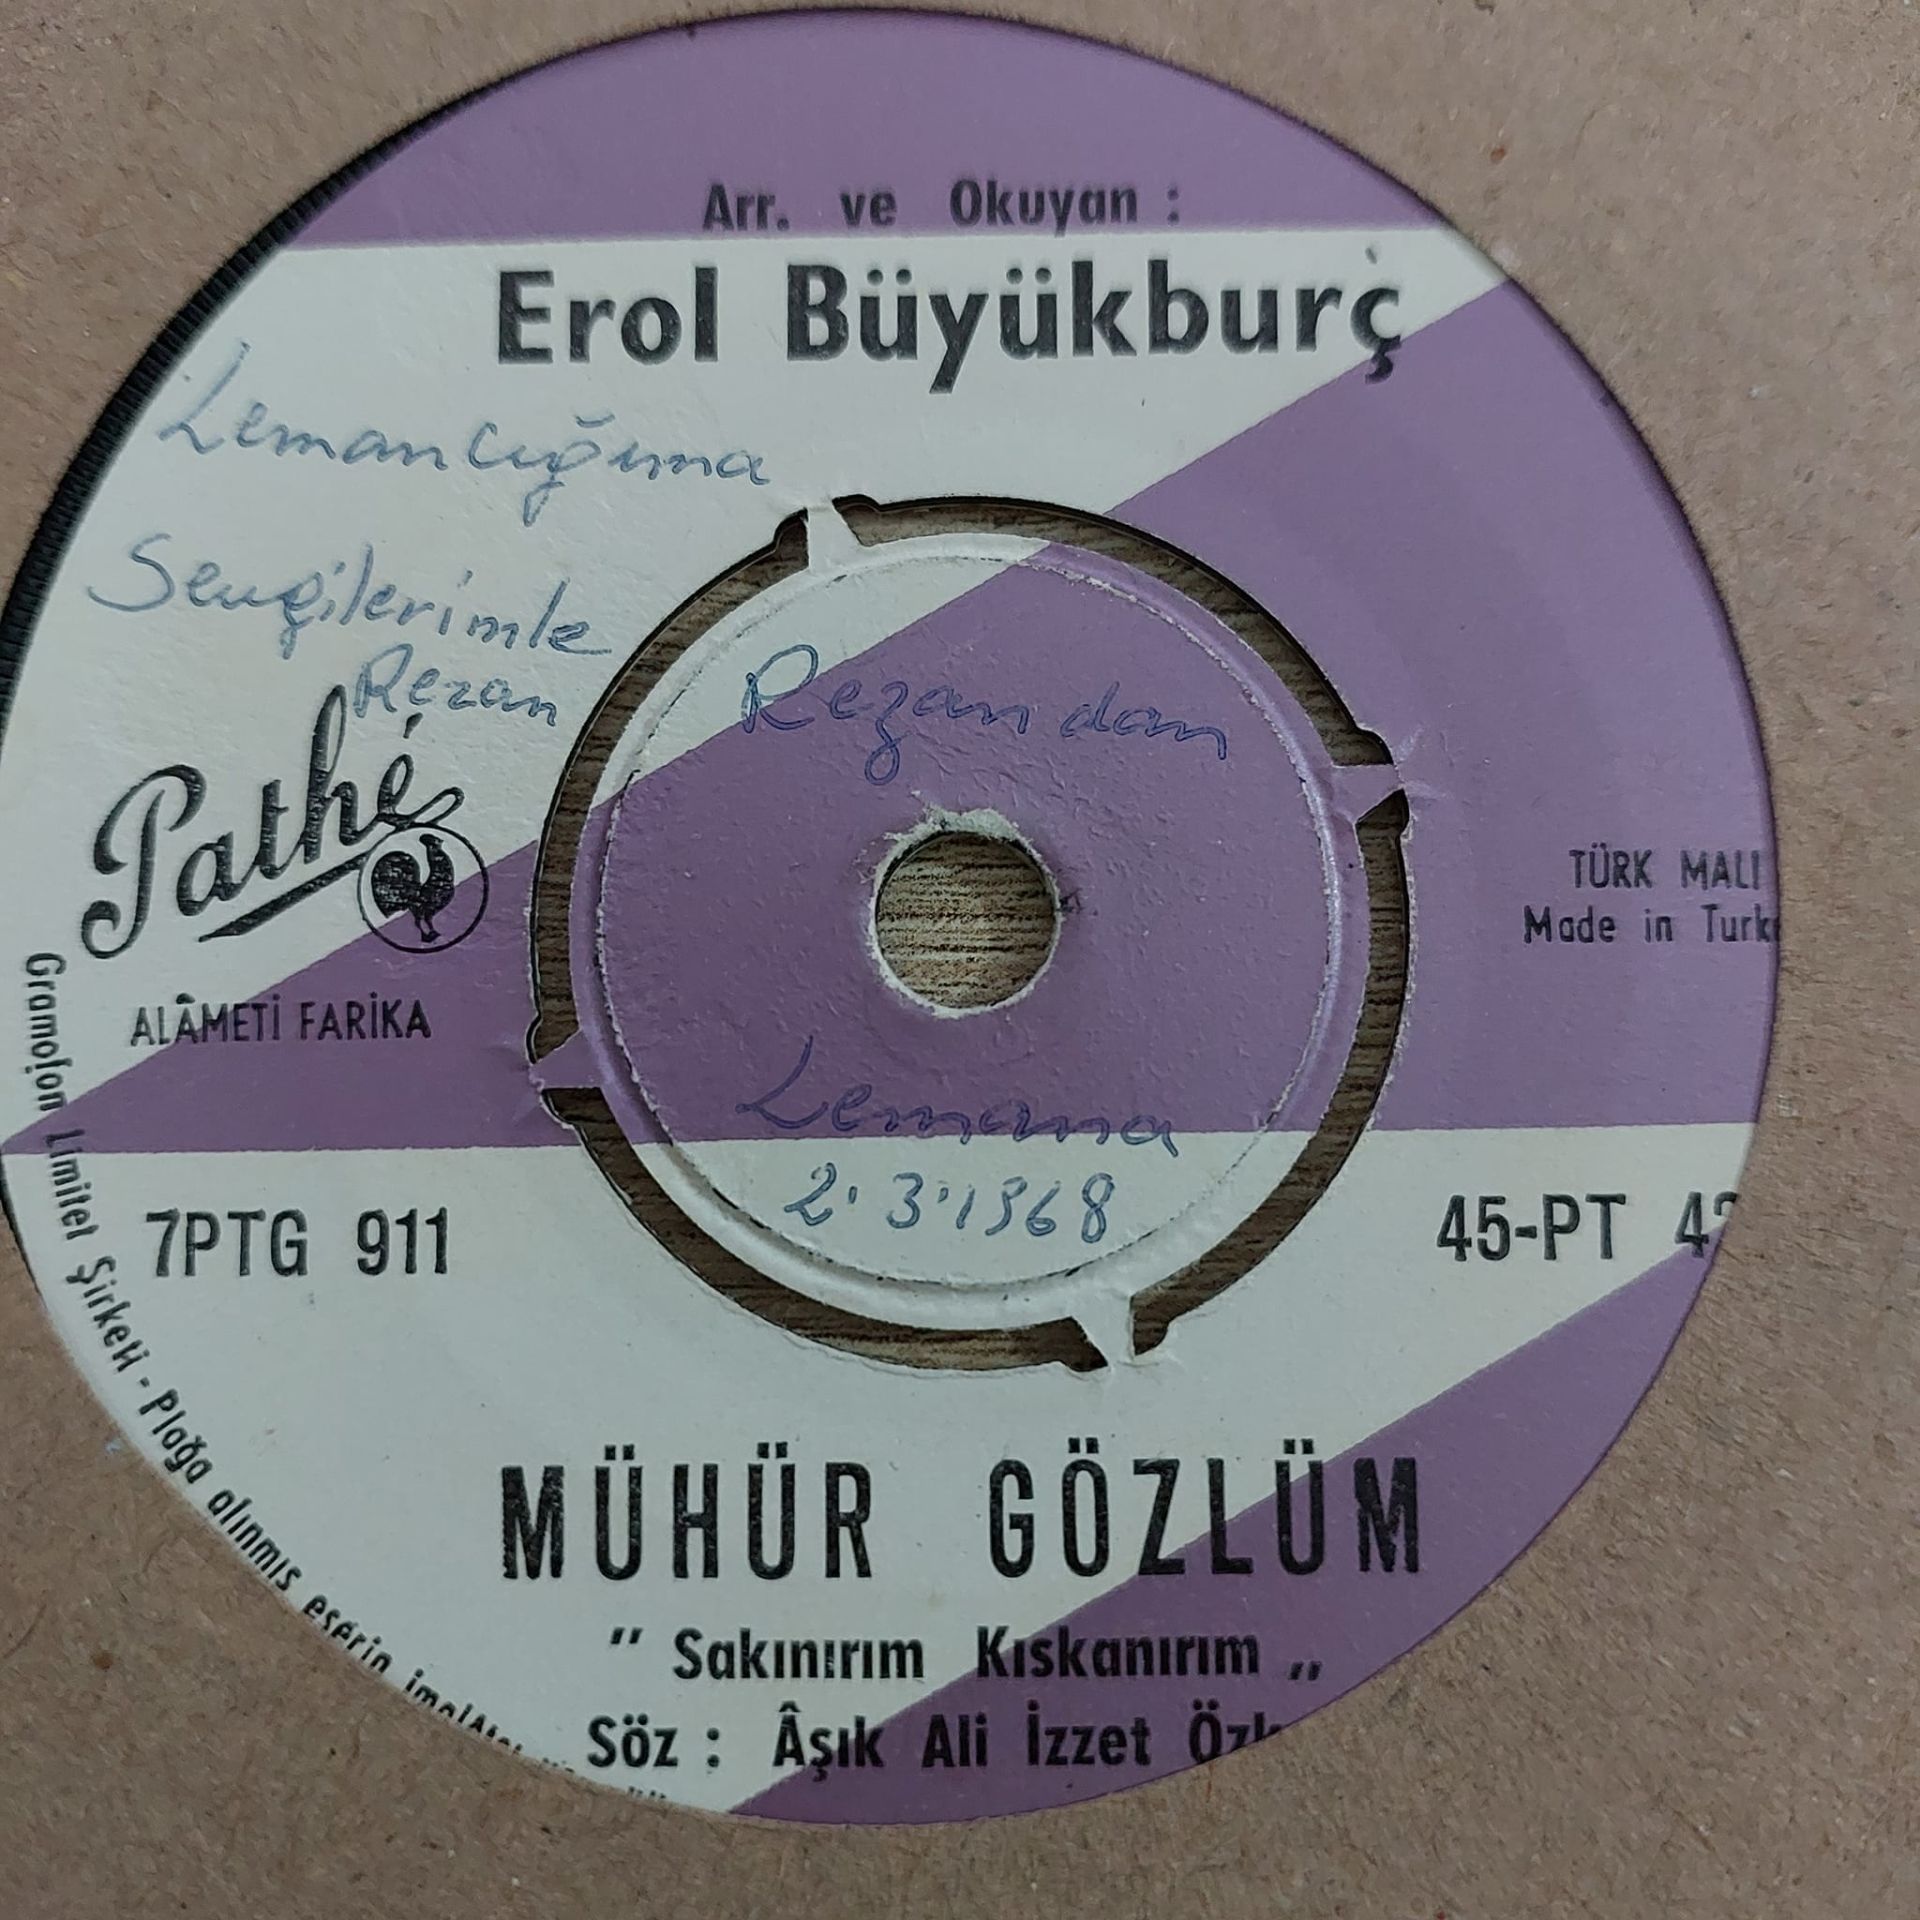 Arr. ve Okuyan :
Erol Büyükburç
Lemancığıma
Sevgilerimle
Rezan
Rezandan
Pathé
TÜRK MALI
Made in
ALÂMETİ FARİKA
Lemana
2.3.1968
7PTG 911
45-PT
MÜHÜR GÖZLÜM
" Sakınırım Kıskanırım „
Söz : Âşık Ali İzzet
Gramofon Limitet Şirketi - Plağa alınmış eserin